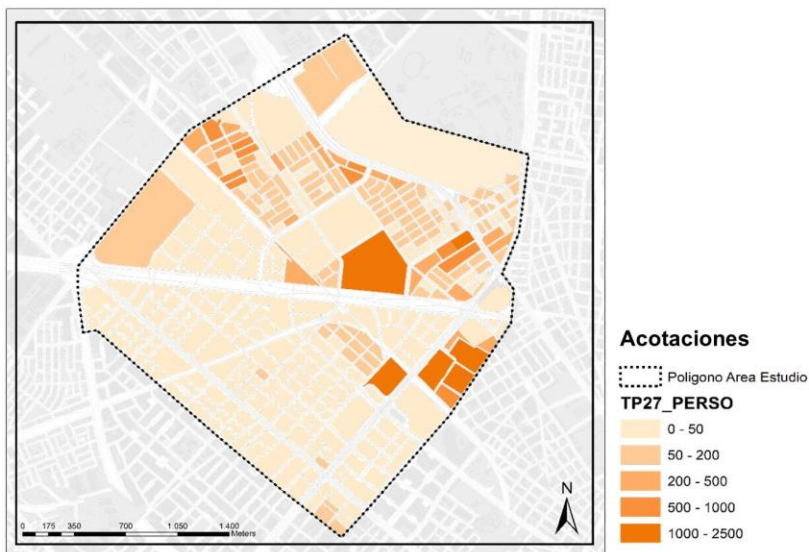 Acotaciones
Poligono Area Estudio
TP27_PERSO
0 - 50
50 - 200
200 - 500
500 - 1000
1000 - 2500
N
0 175 350 700 1.050 1.400
Meters